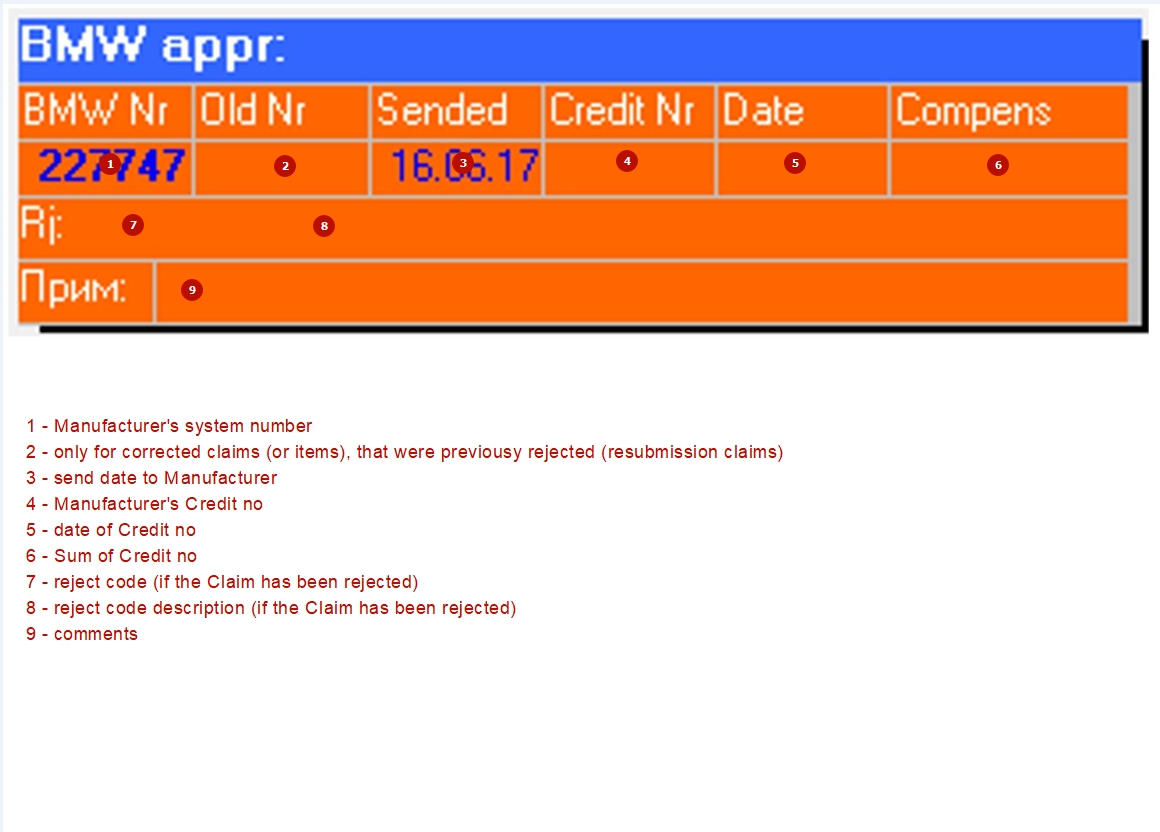 BMW appr:
BMW Nr Old Nr Sended Credit Nr Date Compens
227747 1 2 16.06.17 3 4 5 6
Rj: 7 8
Прим: 9
1 - Manufacturer's system number
2 - only for corrected claims (or items), that were previousy rejected (resubmission claims)
3 - send date to Manufacturer
4 - Manufacturer's Credit no
5 - date of Credit no
6 - Sum of Credit no
7 - reject code (if the Claim has been rejected)
8 - reject code description (if the Claim has been rejected)
9 - comments